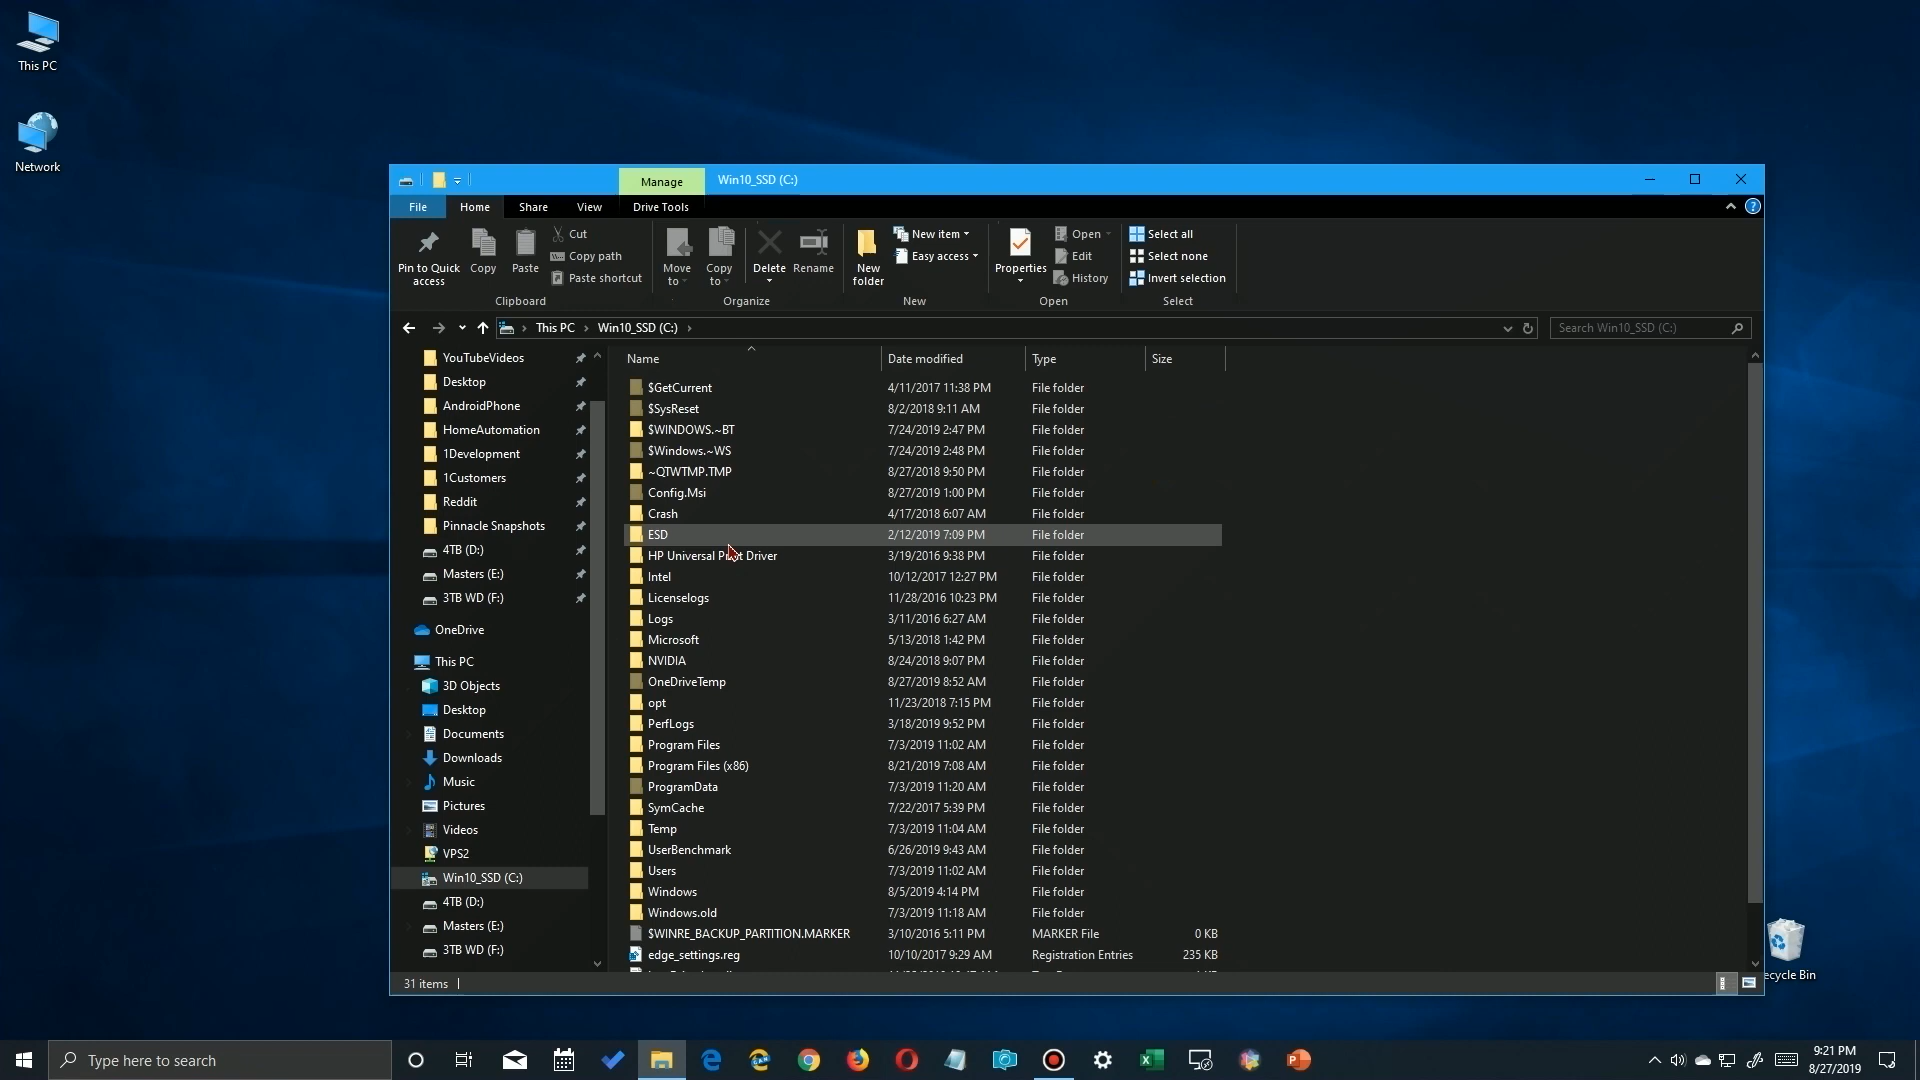 This PC
Network
Manage
Win10_SSD (C:)
File
Home
Share
View
Drive Tools
Pin to Quick access
Copy
Paste
Cut
Copy path
Paste shortcut
Clipboard
Move to
Copy to
Delete
Rename
Organize
New folder
New item
Easy access
New
Properties
Open
Edit
History
Open
Select all
Select none
Invert selection
Select
This PC
Win10_SSD (C:)
Search Win10_SSD (C:)
YouTubeVideos
Desktop
AndroidPhone
HomeAutomation
1Development
1Customers
Reddit
Pinnacle Snapshots
4TB (D:)
Masters (E:)
3TB WD (F:)
OneDrive
This PC
3D Objects
Desktop
Documents
Downloads
Music
Pictures
Videos
VPS2
Win10_SSD (C:)
4TB (D:)
Masters (E:)
3TB WD (F:)
Name Date modified Type Size
$GetCurrent 4/11/2017 11:38 PM File folder
$SysReset 8/2/2018 9:11 AM File folder
$WINDOWS.~BT 7/24/2019 2:47 PM File folder
$Windows.~WS 7/24/2019 2:48 PM File folder
~QTWTMP.TMP 8/27/2018 9:50 PM File folder
Config.Msi 8/27/2019 1:00 PM File folder
Crash 4/17/2018 6:07 AM File folder
ESD 2/12/2019 7:09 PM File folder
HP Universal Print Driver 3/19/2016 9:38 PM File folder
Intel 10/12/2017 12:27 PM File folder
Licenselogs 11/28/2016 10:23 PM File folder
Logs 3/11/2016 6:27 AM File folder
Microsoft 5/13/2018 1:42 PM File folder
NVIDIA 8/24/2018 9:07 PM File folder
OneDriveTemp 8/27/2019 8:52 AM File folder
opt 11/23/2018 7:15 PM File folder
PerfLogs 3/18/2019 9:52 PM File folder
Program Files 7/3/2019 11:02 AM File folder
Program Files (x86) 8/21/2019 7:08 AM File folder
ProgramData 7/3/2019 11:20 AM File folder
SymCache 7/22/2017 5:39 PM File folder
Temp 7/3/2019 11:04 AM File folder
UserBenchmark 6/26/2019 9:43 AM File folder
Users 7/3/2019 11:02 AM File folder
Windows 8/5/2019 4:14 PM File folder
Windows.old 7/3/2019 11:18 AM File folder
$WINRE_BACKUP_PARTITION.MARKER 3/10/2016 5:11 PM MARKER File 0 KB
edge_settings.reg 10/10/2017 9:29 AM Registration Entries 235 KB
31 items
ecycle Bin
Type here to search
9:21 PM
8/27/2019